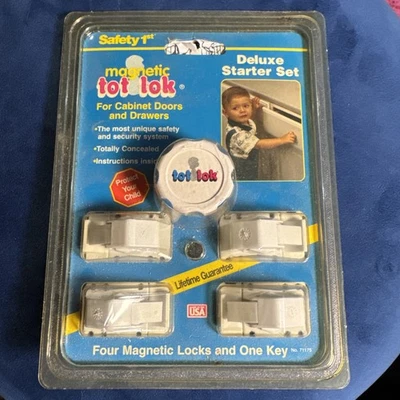 Safety 1st
Deluxe
Starter Set
magnetic
tot lok®
For Cabinet Doors
and Drawers
•The most unique safety
and security system
•Totally Concealed
•Instructions Inside
Protect
Your
Child
tot lok
Lifetime Guarantee
USA
Four Magnetic Locks and One Key